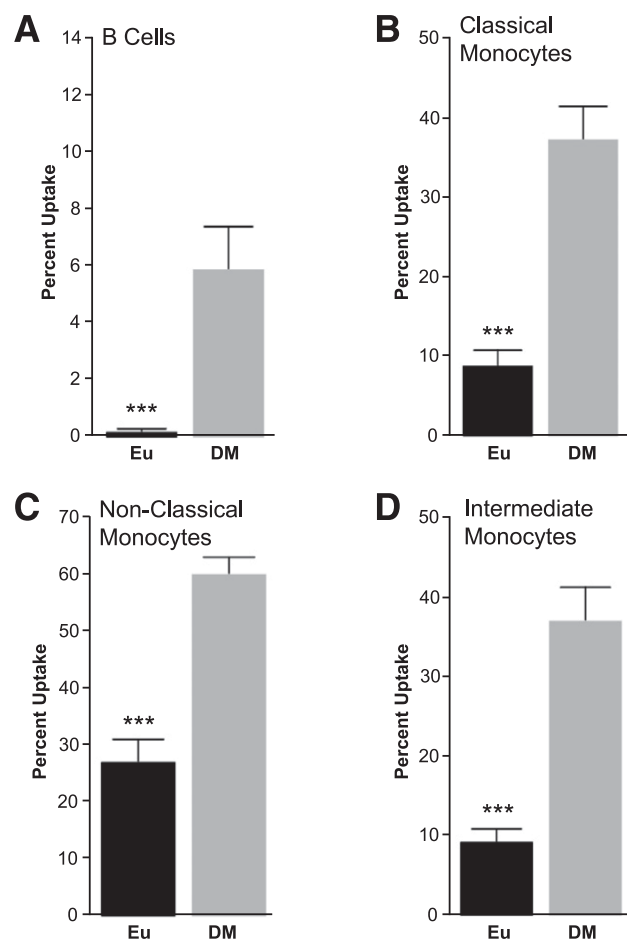 A
B Cells
Percent Uptake
14
12
10
8
6
4
2
0
***
Eu
DM
B
Classical
Monocytes
Percent Uptake
50
40
30
20
10
0
***
Eu
DM
C
Non-Classical
Monocytes
Percent Uptake
70
60
50
40
30
20
10
0
***
Eu
DM
D
Intermediate
Monocytes
Percent Uptake
50
40
30
20
10
0
***
Eu
DM